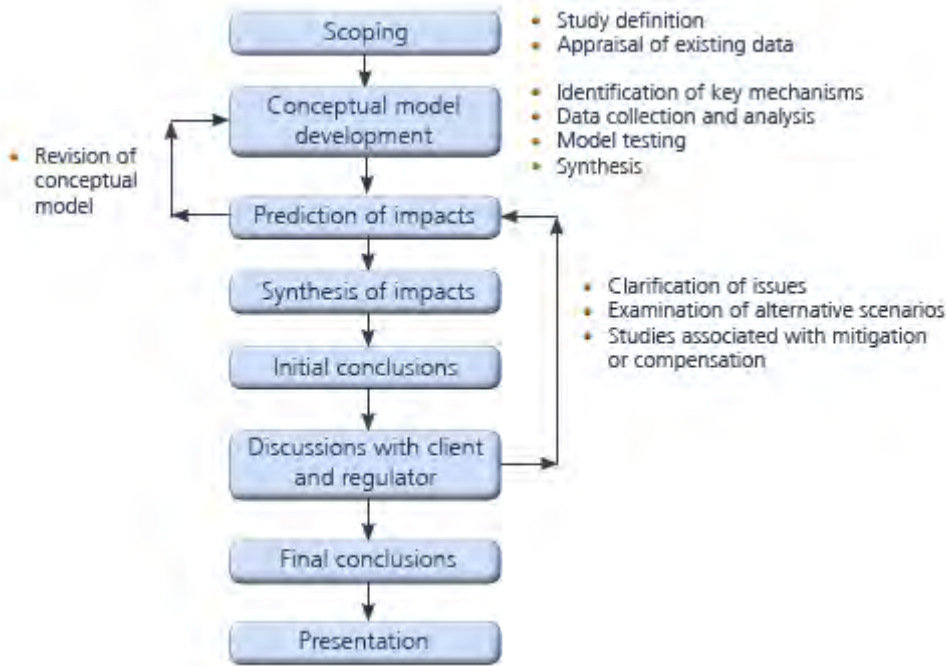 Scoping
• Study definition
• Appraisal of existing data
Conceptual model
development
• Identification of key mechanisms
• Data collection and analysis
• Model testing
• Synthesis
• Revision of
conceptual
model
Prediction of impacts
Synthesis of impacts
• Clarification of issues
• Examination of alternative scenarios
• Studies associated with mitigation
or compensation
Initial conclusions
Discussions with client
and regulator
Final conclusions
Presentation